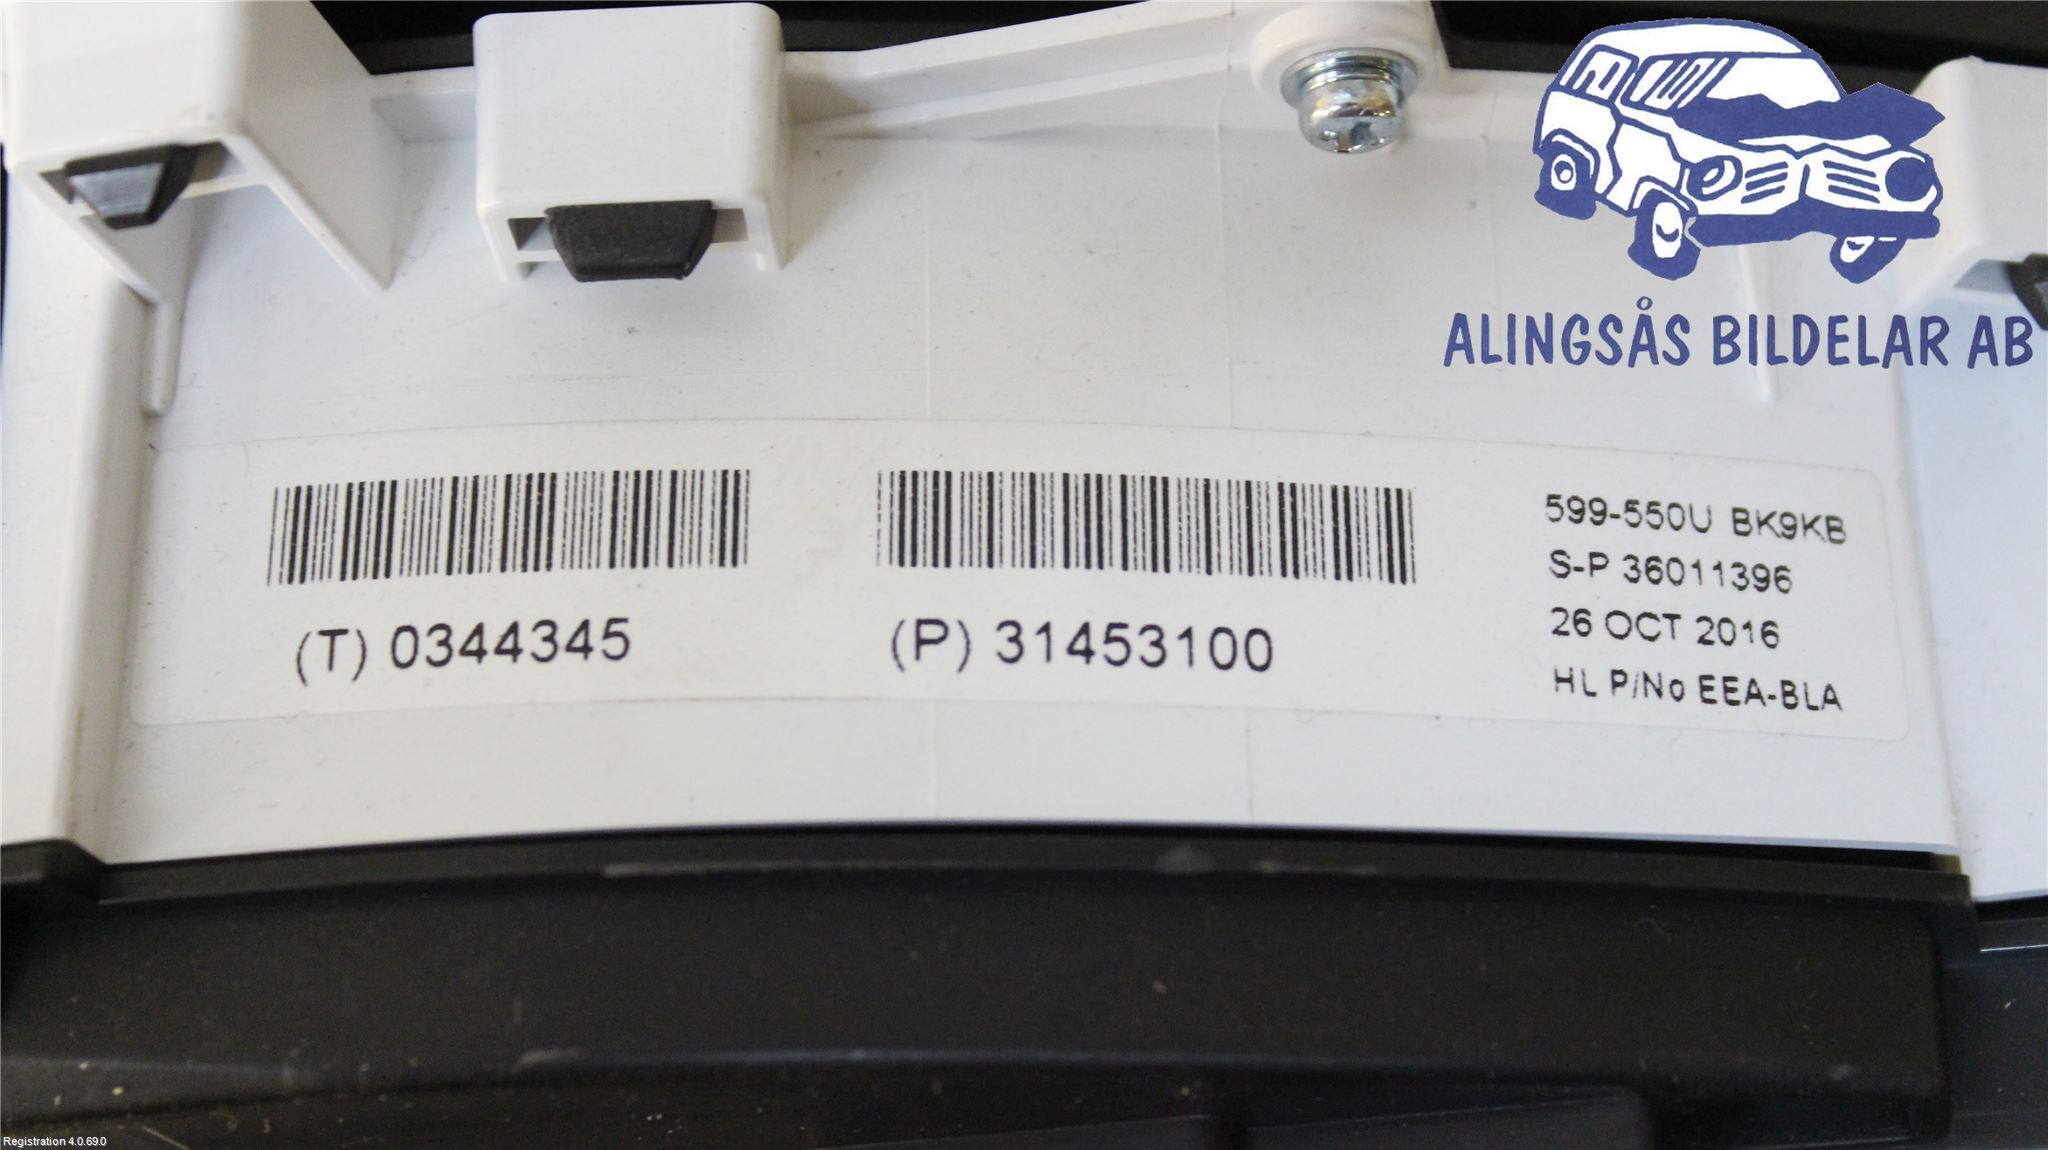 ALINGSÅS BILDELAR AB
(T) 0344345
(P) 31453100
599-550U BK9KB
S-P 36011396
26 OCT 2016
HL P/No EEA-BLA
Registration 4.0.69.0